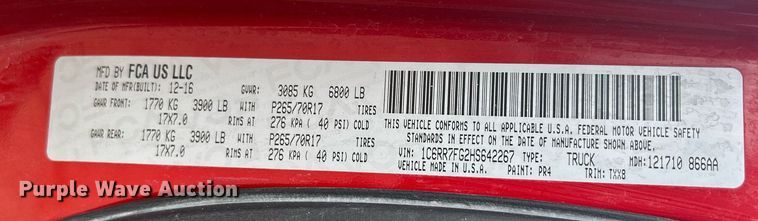 MFD BY FCA US LLC
DATE OF MFR(BUILT): 12-16 GVWR: 3085 KG 6800 LB
GAWR FRONT: 1770 KG 3900 LB WITH P265/70R17 TIRES
17X7.0 RIMS AT 276 KPA ( 40 PSI) COLD
GAWR REAR: 1770 KG 3900 LB WITH P265/70R17 TIRES
17X7.0 RIMS AT 276 KPA ( 40 PSI) COLD
THIS VEHICLE CONFORMS TO ALL APPLICABLE U.S.A. FEDERAL MOTOR VEHICLE SAFETY
STANDARDS IN EFFECT ON THE DATE OF MANUFACTURE SHOWN ABOVE.
VIN: 1C6RR7FG2HS642267 TYPE: TRUCK MDH: 121710 866AA
VEHICLE MADE IN U.S.A. PAINT: PR4 TRIM: TXX8
Purple Wave Auction